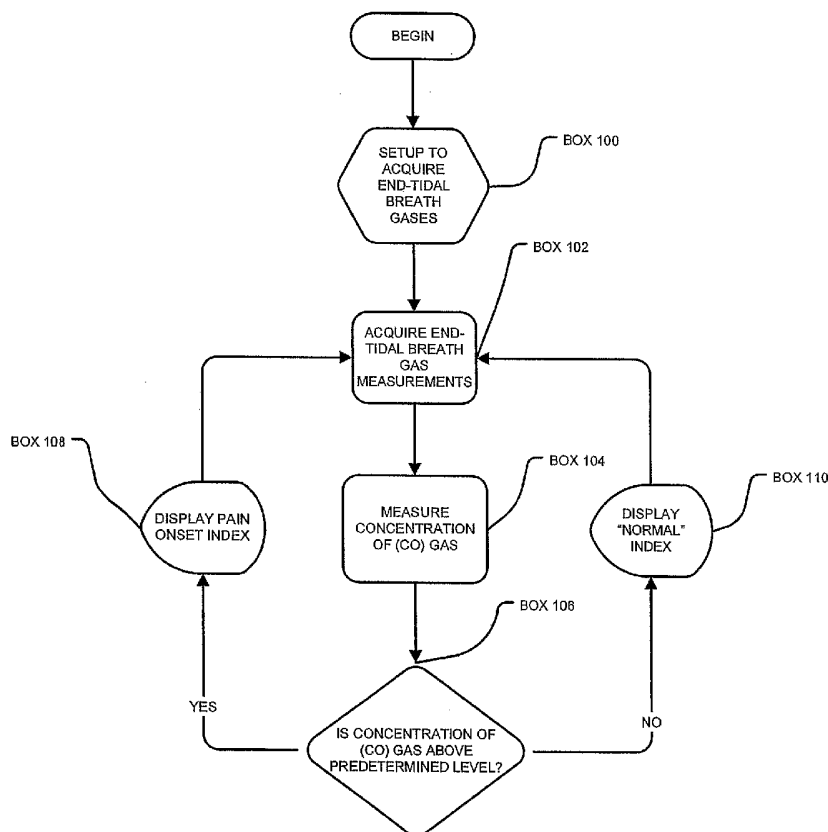 BEGIN
SETUP TO
ACQUIRE
END-TIDAL
BREATH
GASES
BOX 100
BOX 102
ACQUIRE END-
TIDAL BREATH
GAS
MEASUREMENTS
BOX 108
BOX 104
BOX 110
DISPLAY PAIN
ONSET INDEX
MEASURE
CONCENTRATION
OF (CO) GAS
DISPLAY
"NORMAL"
INDEX
BOX 106
YES
NO
IS CONCENTRATION OF
(CO) GAS ABOVE
PREDETERMINED LEVEL?